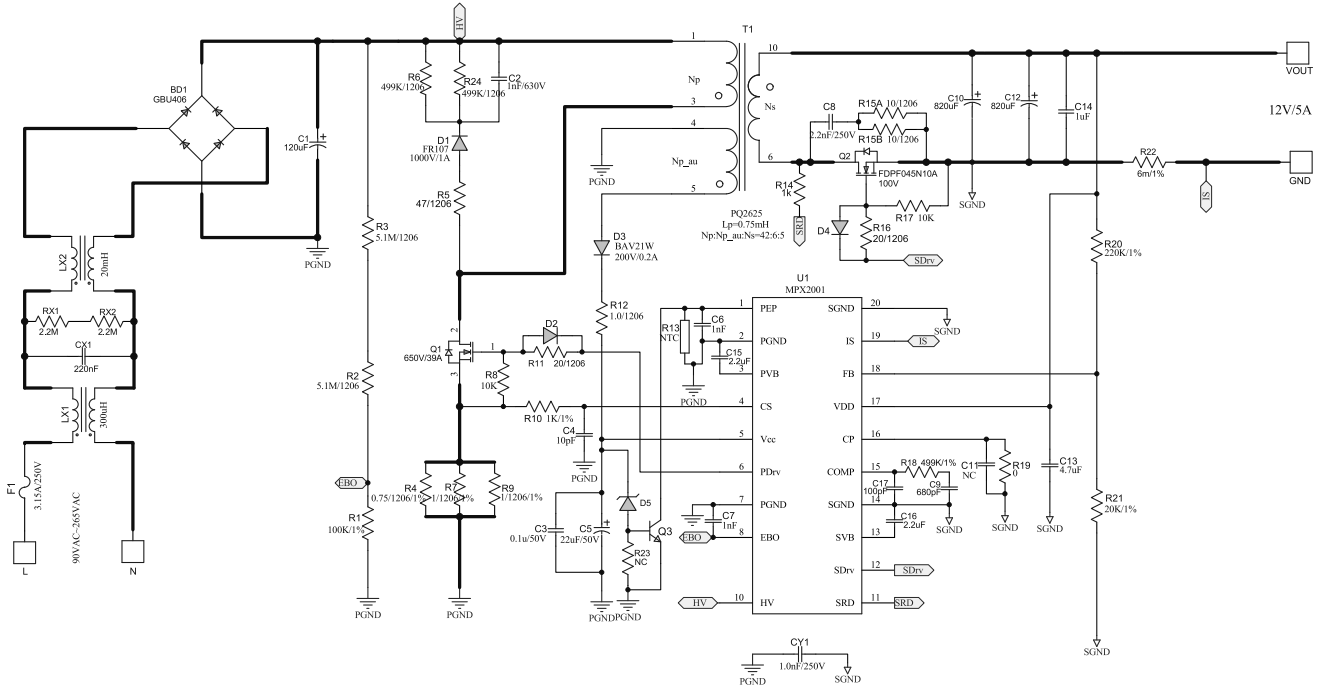 HV
T1
1
10
BD1
GBU406
R6
499K/1206
R24
499K/1206
C2
1nF/630V
Np
Ns
VOUT
C10
820uF
C12
820uF
C14
1uF
12V/5A
C1
120uF
3
C8
2.2nF/250V
R15A 10/1206
R15B 10/1206
D1
FR107
1000V/1A
4
Np_au
5
6
Q2
FDPF045N10A
100V
R22
6m/1%
GND
PGND
R14
1k
SRD
R17 10K
SGND
IS
R5
47/1206
R3
5.1M/1206
PGND
PQ2625
Lp=0.75mH
Np:Np_au:Ns=42:6:5
D4
R16
20/1206
SDrv
LX2
20mH
D3
BAV21W
200V/0.2A
R20
220K/1%
RX1
2.2M
RX2
2.2M
CX1
220nF
R12
1.0/1206
U1
MPX2001
2
Q1
650V/39A
1
3
D2
R11 20/1206
R8
10K
R13
NTC
C6
1nF
C15
2.2uF
PGND
1 PEP SGND 20
SGND
2 PGND IS 19
IS
3 PVB FB 18
4 CS VDD 17
5 Vcc CP 16
6 PDrv COMP 15
7 PGND SGND 14
8 EBO SVB 13
SDrv 12
SDrv
10 HV SRD 11
HV
SRD
R2
5.1M/1206
LX1
300uH
R10 1K/1%
C4
10pF
PGND
F1
3.15A/250V
90VAC~265VAC
L
N
EBO
R1
100K/1%
PGND
R4
0.75/1206/1%
R7
1/1206/1%
R9
1/1206/1%
PGND
C3
0.1u/50V
C5
22uF/50V
D5
Q3
R23
NC
PGND
PGND
C7
1nF
EBO
R18 499K/1%
C17
100pF
C9
680pF
C16
2.2uF
SGND
C11
NC
R19
0
SGND
C13
4.7uF
SGND
R21
20K/1%
SGND
CY1
1.0nF/250V
PGND
SGND